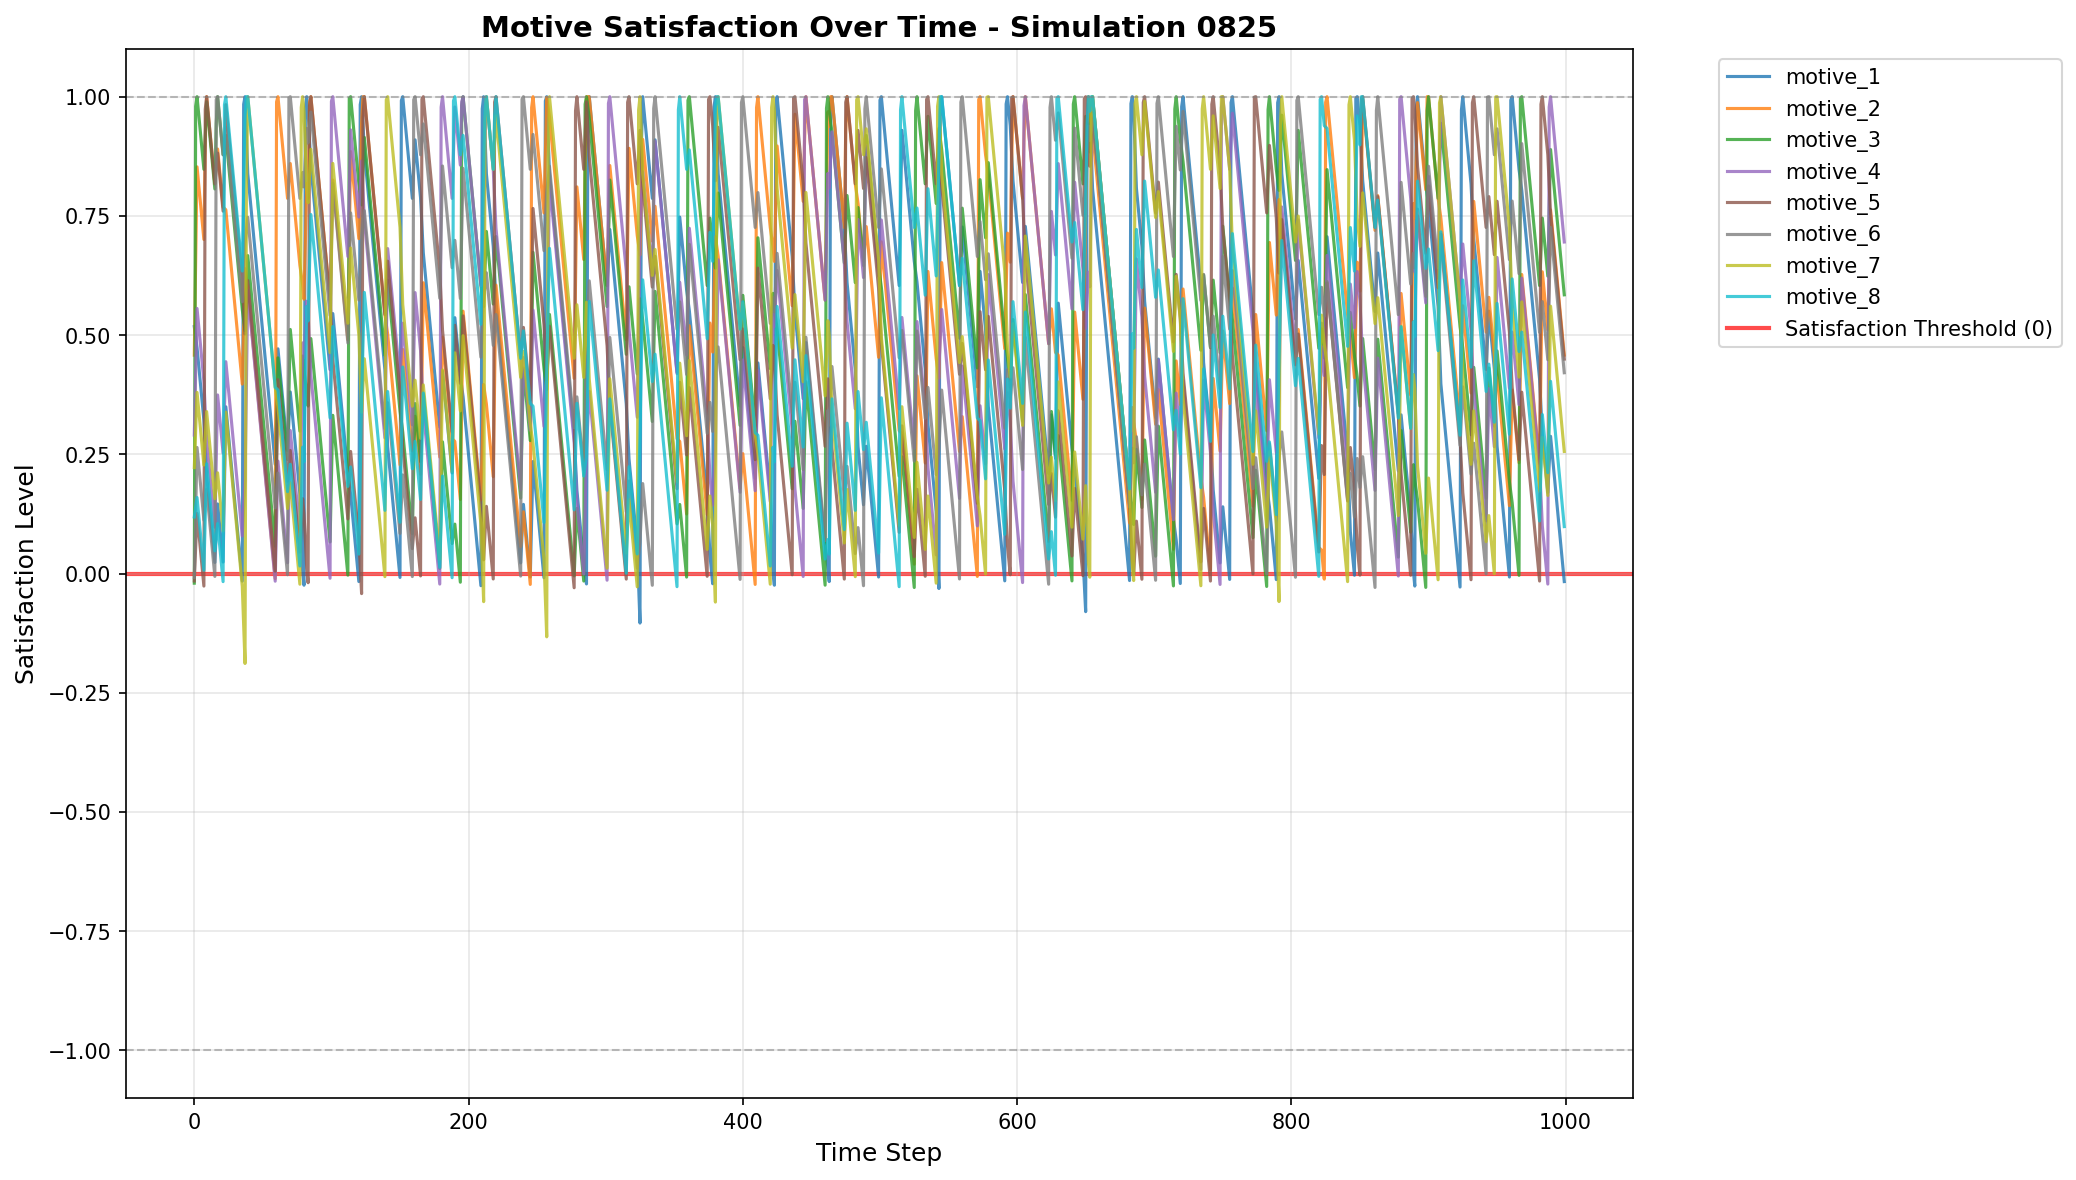 Motive Satisfaction Over Time - Simulation 0825
1.00
0.75
0.50
0.25
0.00
−0.25
−0.50
−0.75
−1.00
Satisfaction Level
0
200
400
600
800
1000
Time Step
motive_1
motive_2
motive_3
motive_4
motive_5
motive_6
motive_7
motive_8
Satisfaction Threshold (0)